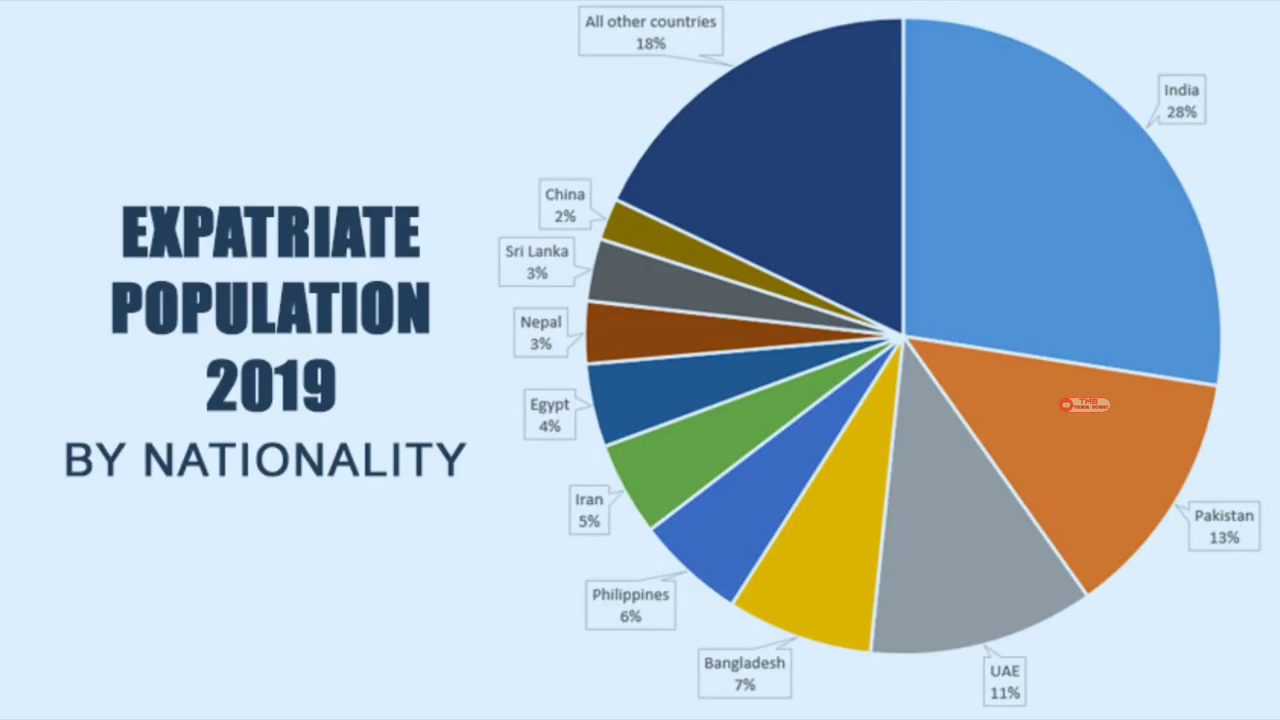 EXPATRIATE
POPULATION
2019
BY NATIONALITY
All other countries
18%
India
28%
China
2%
Sri Lanka
3%
Nepal
3%
Egypt
4%
Iran
5%
Philippines
6%
Bangladesh
7%
UAE
11%
Pakistan
13%
TMB